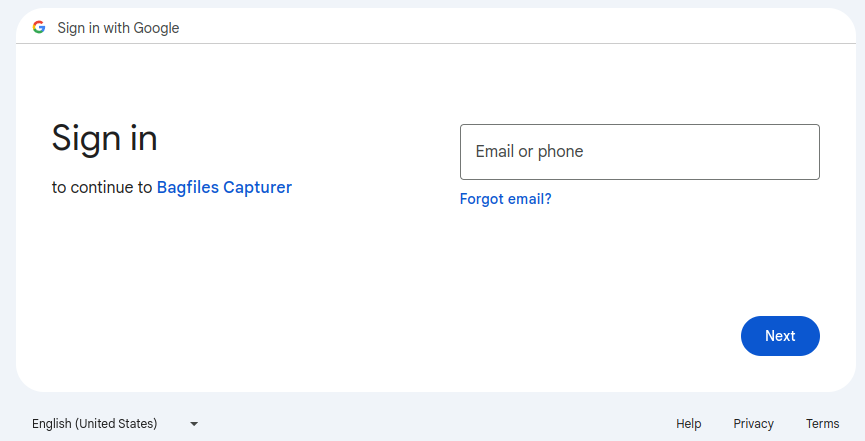 Sign in with Google
Sign in
to continue to Bagfiles Capturer
Email or phone
Forgot email?
Next
English (United States)
Help Privacy Terms